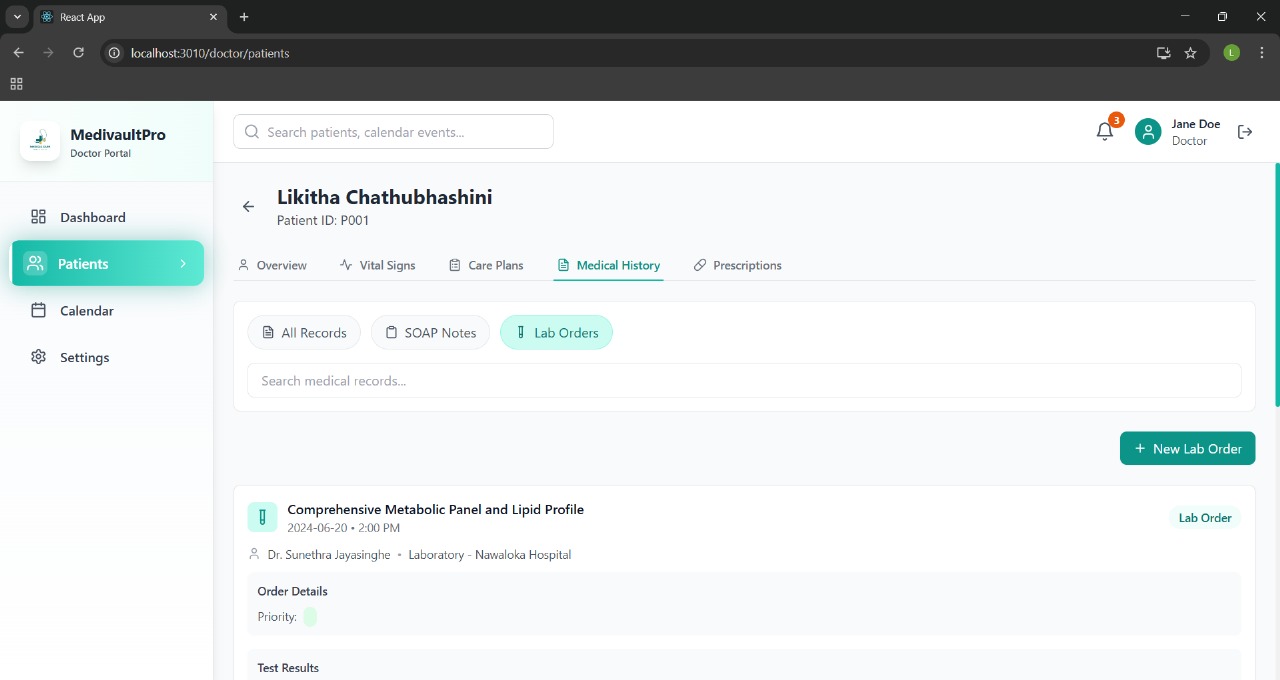 React App
localhost:3010/doctor/patients
L
MedivaultPro
Doctor Portal
Search patients, calendar events...
3
Jane Doe
Doctor
Dashboard
Patients
Calendar
Settings
Likitha Chathubhashini
Patient ID: P001
Overview Vital Signs Care Plans Medical History Prescriptions
All Records SOAP Notes Lab Orders
Search medical records...
+ New Lab Order
Comprehensive Metabolic Panel and Lipid Profile
2024-06-20 • 2:00 PM
Lab Order
Dr. Sunethra Jayasinghe • Laboratory - Nawaloka Hospital
Order Details
Priority:
Test Results